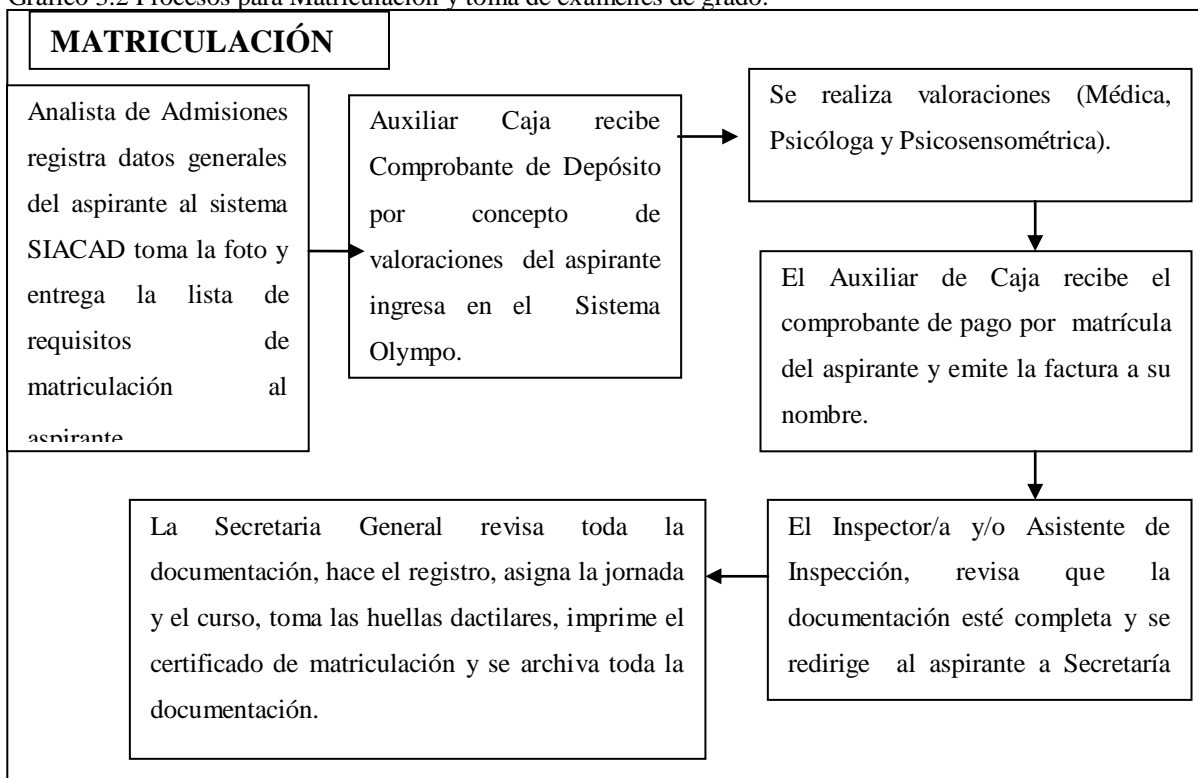 Gráfico 3.2 Procesos para Matriculación y toma de exámenes de grado.
MATRICULACIÓN
Analista de Admisiones
registra datos generales
del aspirante al sistema
SIACAD toma la foto y
entrega la lista de
requisitos de
matriculación al
aspirante
Auxiliar Caja recibe
Comprobante de Depósito
por concepto de
valoraciones del aspirante
ingresa en el Sistema
Olympo.
Se realiza valoraciones (Médica,
Psicóloga y Psicosensométrica).
El Auxiliar de Caja recibe el
comprobante de pago por matrícula
del aspirante y emite la factura a su
nombre.
El Inspector/a y/o Asistente de
Inspección, revisa que la
documentación esté completa y se
redirige al aspirante a Secretaría
La Secretaria General revisa toda la
documentación, hace el registro, asigna la jornada
y el curso, toma las huellas dactilares, imprime el
certificado de matriculación y se archiva toda la
documentación.